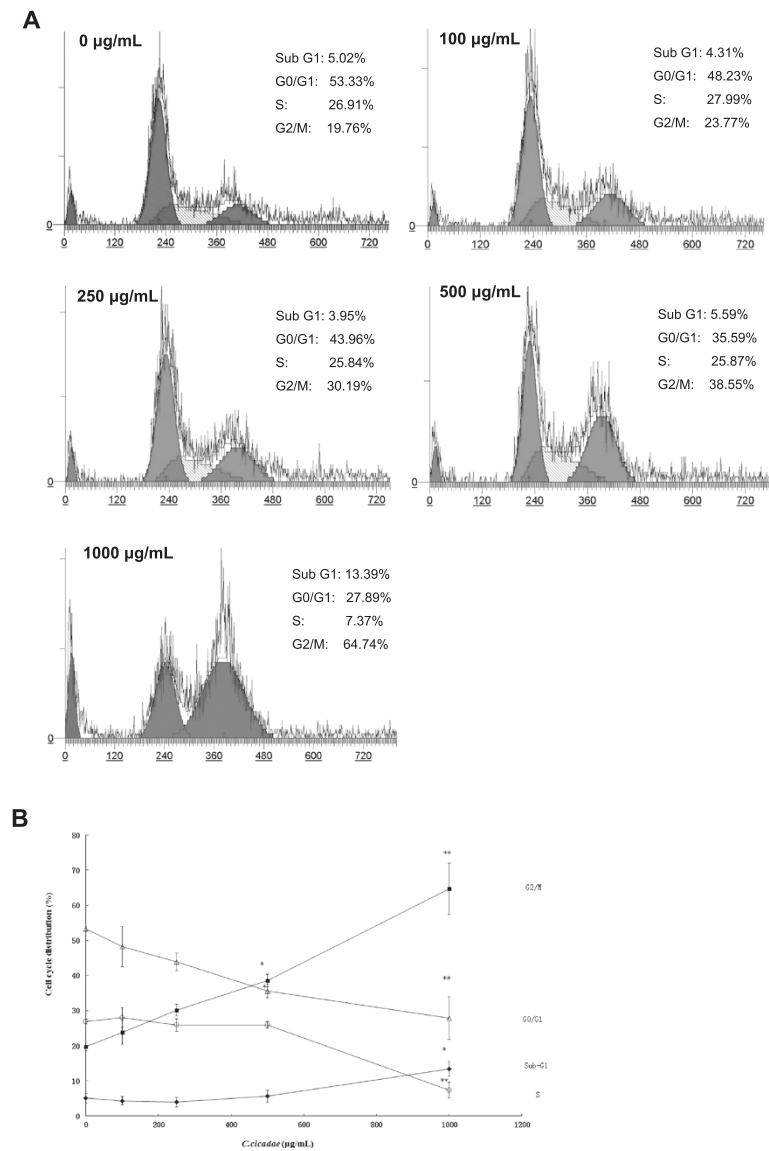 A
0 µg/mL
Sub G1: 5.02%
G0/G1: 53.33%
S: 26.91%
G2/M: 19.76%
0
0 120 240 360 480 600 720
100 µg/mL
Sub G1: 4.31%
G0/G1: 48.23%
S: 27.99%
G2/M: 23.77%
0
0 120 240 360 480 600 720
250 µg/mL
Sub G1: 3.95%
G0/G1: 43.96%
S: 25.84%
G2/M: 30.19%
0
0 120 240 360 480 600 720
500 µg/mL
Sub G1: 5.59%
G0/G1: 35.59%
S: 25.87%
G2/M: 38.55%
0
0 120 240 360 480 600 720
1000 µg/mL
Sub G1: 13.39%
G0/G1: 27.89%
S: 7.37%
G2/M: 64.74%
0
0 120 240 360 480 600 720
B
Cell cycle distribution (%)
80
70
60
50
40
30
20
10
0
**
G2/M
*
*
**
G0/G1
*
Sub-G1
**
S
0 200 400 600 800 1000 1200
C.cicadae (µg/mL)